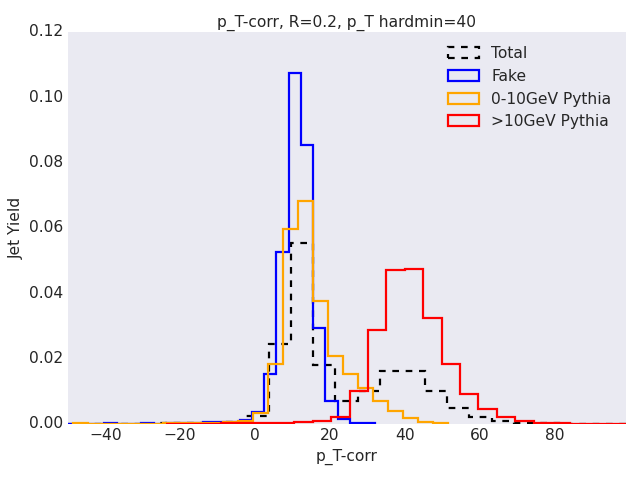 p_T-corr, R=0.2, p_T hardmin=40
0.12
0.10
0.08
0.06
0.04
0.02
0.00
Jet Yield
Total
Fake
0-10GeV Pythia
>10GeV Pythia
−40 −20 0 20 40 60 80
p_T-corr